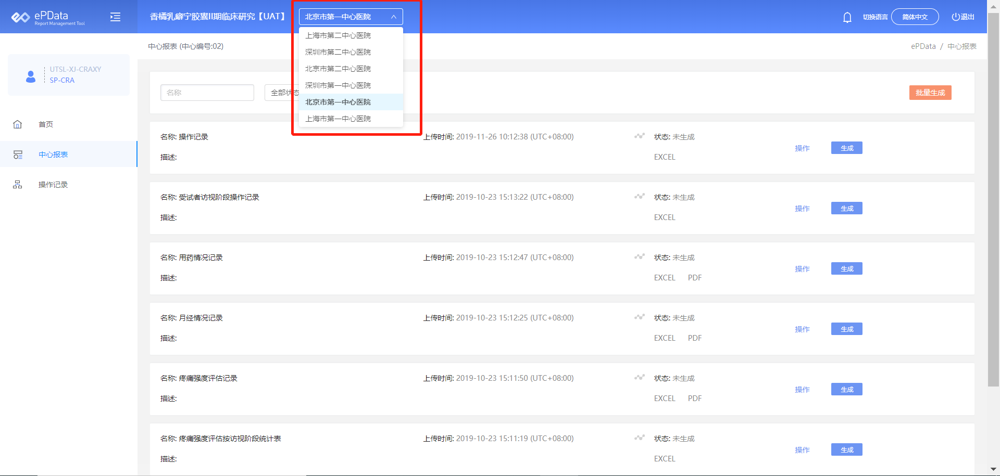 ePData
Report Management Tool
香橘乳癖宁胶囊II期临床研究【UAT】
北京市第一中心医院
切换语言
简体中文
退出
上海市第二中心医院
深圳市第二中心医院
北京市第二中心医院
深圳市第一中心医院
北京市第一中心医院
上海市第一中心医院
中心报表 (中心编号:02)
ePData / 中心报表
UTSL-XJ-CRAXY
SP-CRA
首页
中心报表
操作记录
名称
全部状态
批量生成
名称: 操作记录
上传时间: 2019-11-26 10:12:38 (UTC+08:00)
状态: 未生成
操作
生成
描述:
EXCEL
名称: 受试者访视阶段操作记录
上传时间: 2019-10-23 15:13:22 (UTC+08:00)
状态: 未生成
操作
生成
描述:
EXCEL
名称: 用药情况记录
上传时间: 2019-10-23 15:12:47 (UTC+08:00)
状态: 未生成
操作
生成
描述:
EXCEL PDF
名称: 月经情况记录
上传时间: 2019-10-23 15:12:25 (UTC+08:00)
状态: 未生成
操作
生成
描述:
EXCEL PDF
名称: 疼痛强度评估记录
上传时间: 2019-10-23 15:11:50 (UTC+08:00)
状态: 未生成
操作
生成
描述:
EXCEL PDF
名称: 疼痛强度评估按访视阶段统计表
上传时间: 2019-10-23 15:11:19 (UTC+08:00)
状态: 未生成
操作
生成
描述:
EXCEL